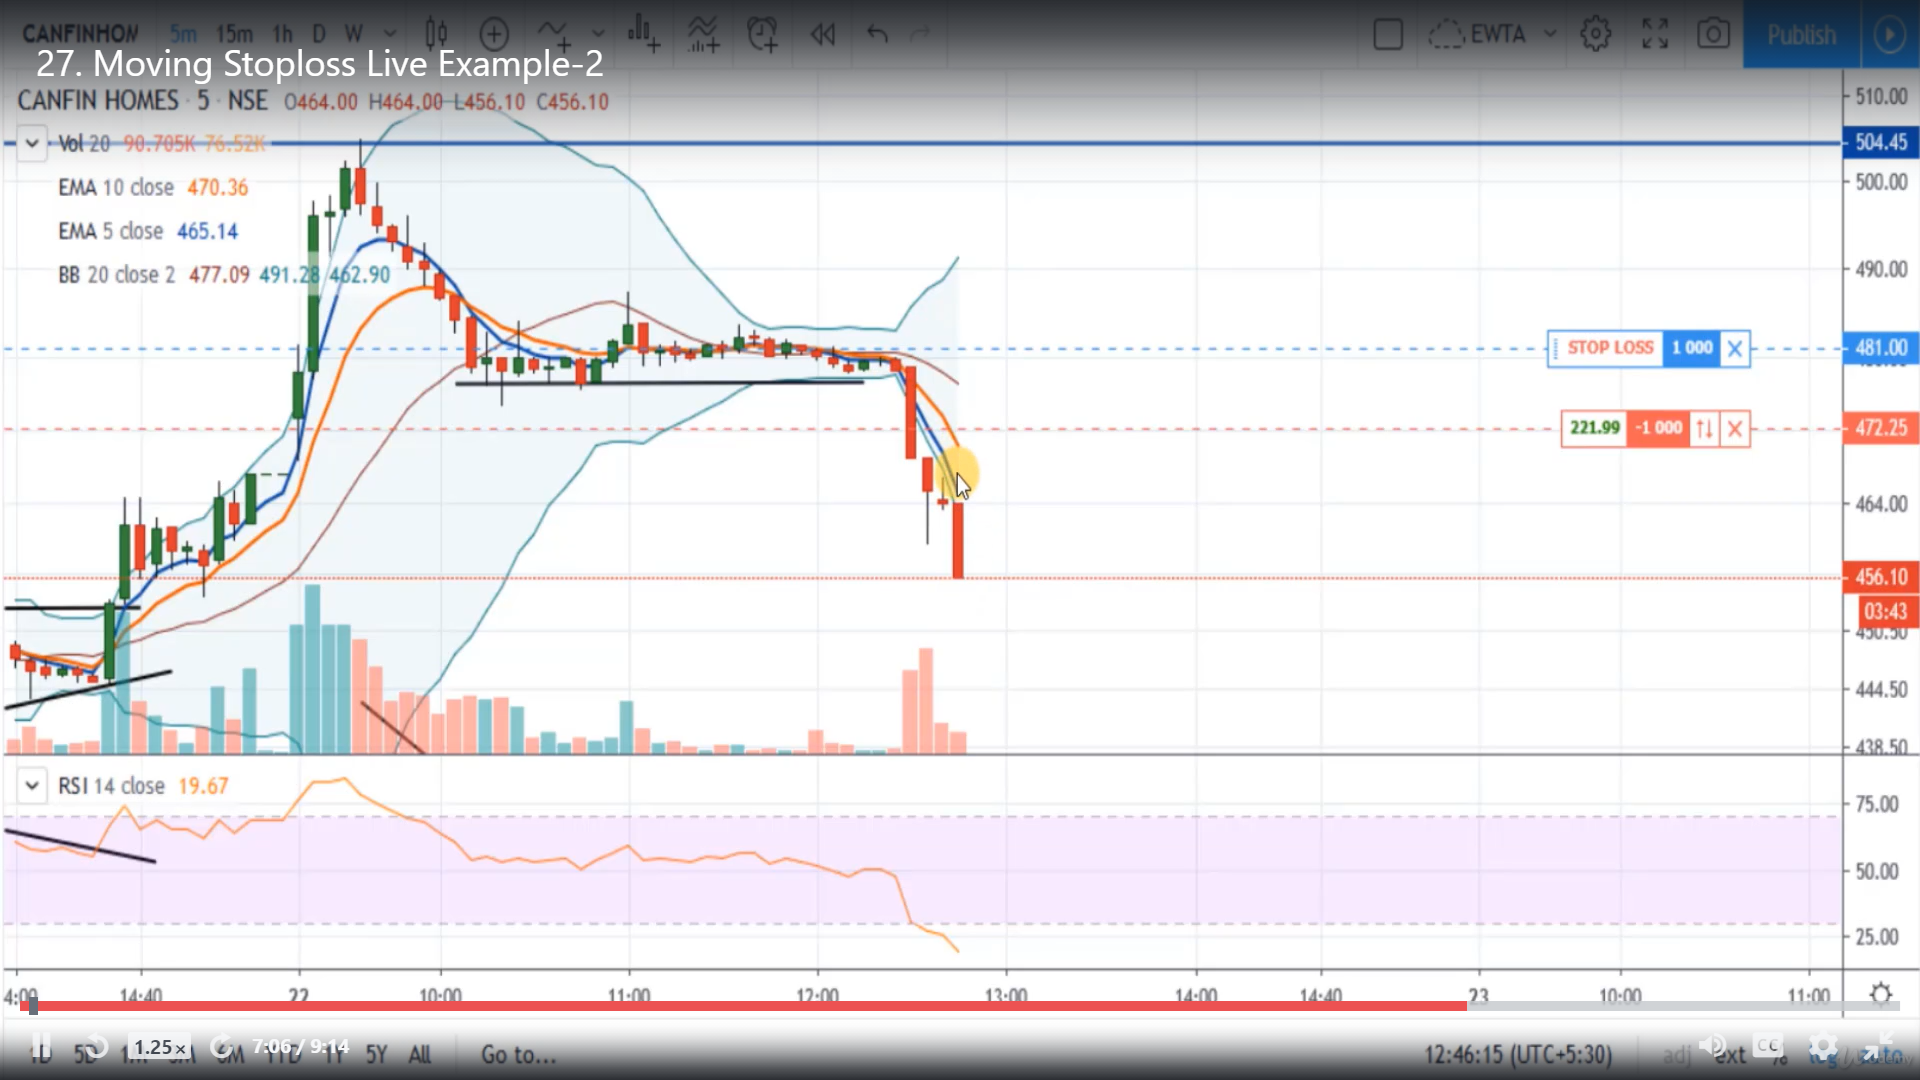 CANFINHOM 5m 15m 1h D W EWTA Publish
27. Moving Stoploss Live Example-2
CANFIN HOMES · 5 · NSE O464.00 H464.00 L456.10 C456.10
Vol 20 90.705K 76.52K
EMA 10 close 470.36
EMA 5 close 465.14
BB 20 close 2 477.09 491.28 462.90
510.00
504.45
500.00
490.00
STOP LOSS 1 000
481.00
221.99 -1 000
472.25
464.00
456.10
03:43
450.50
444.50
438.50
RSI 14 close 19.67
75.00
50.00
25.00
14:40 22 10:00 11:00 12:00 13:00 14:00 14:40 23 10:00 11:00
1D 5D 1.25x 6M YTD 1Y 5Y All Go to...
7:06 / 9:14
12:46:15 (UTC+5:30) adj ext % log auto
CC